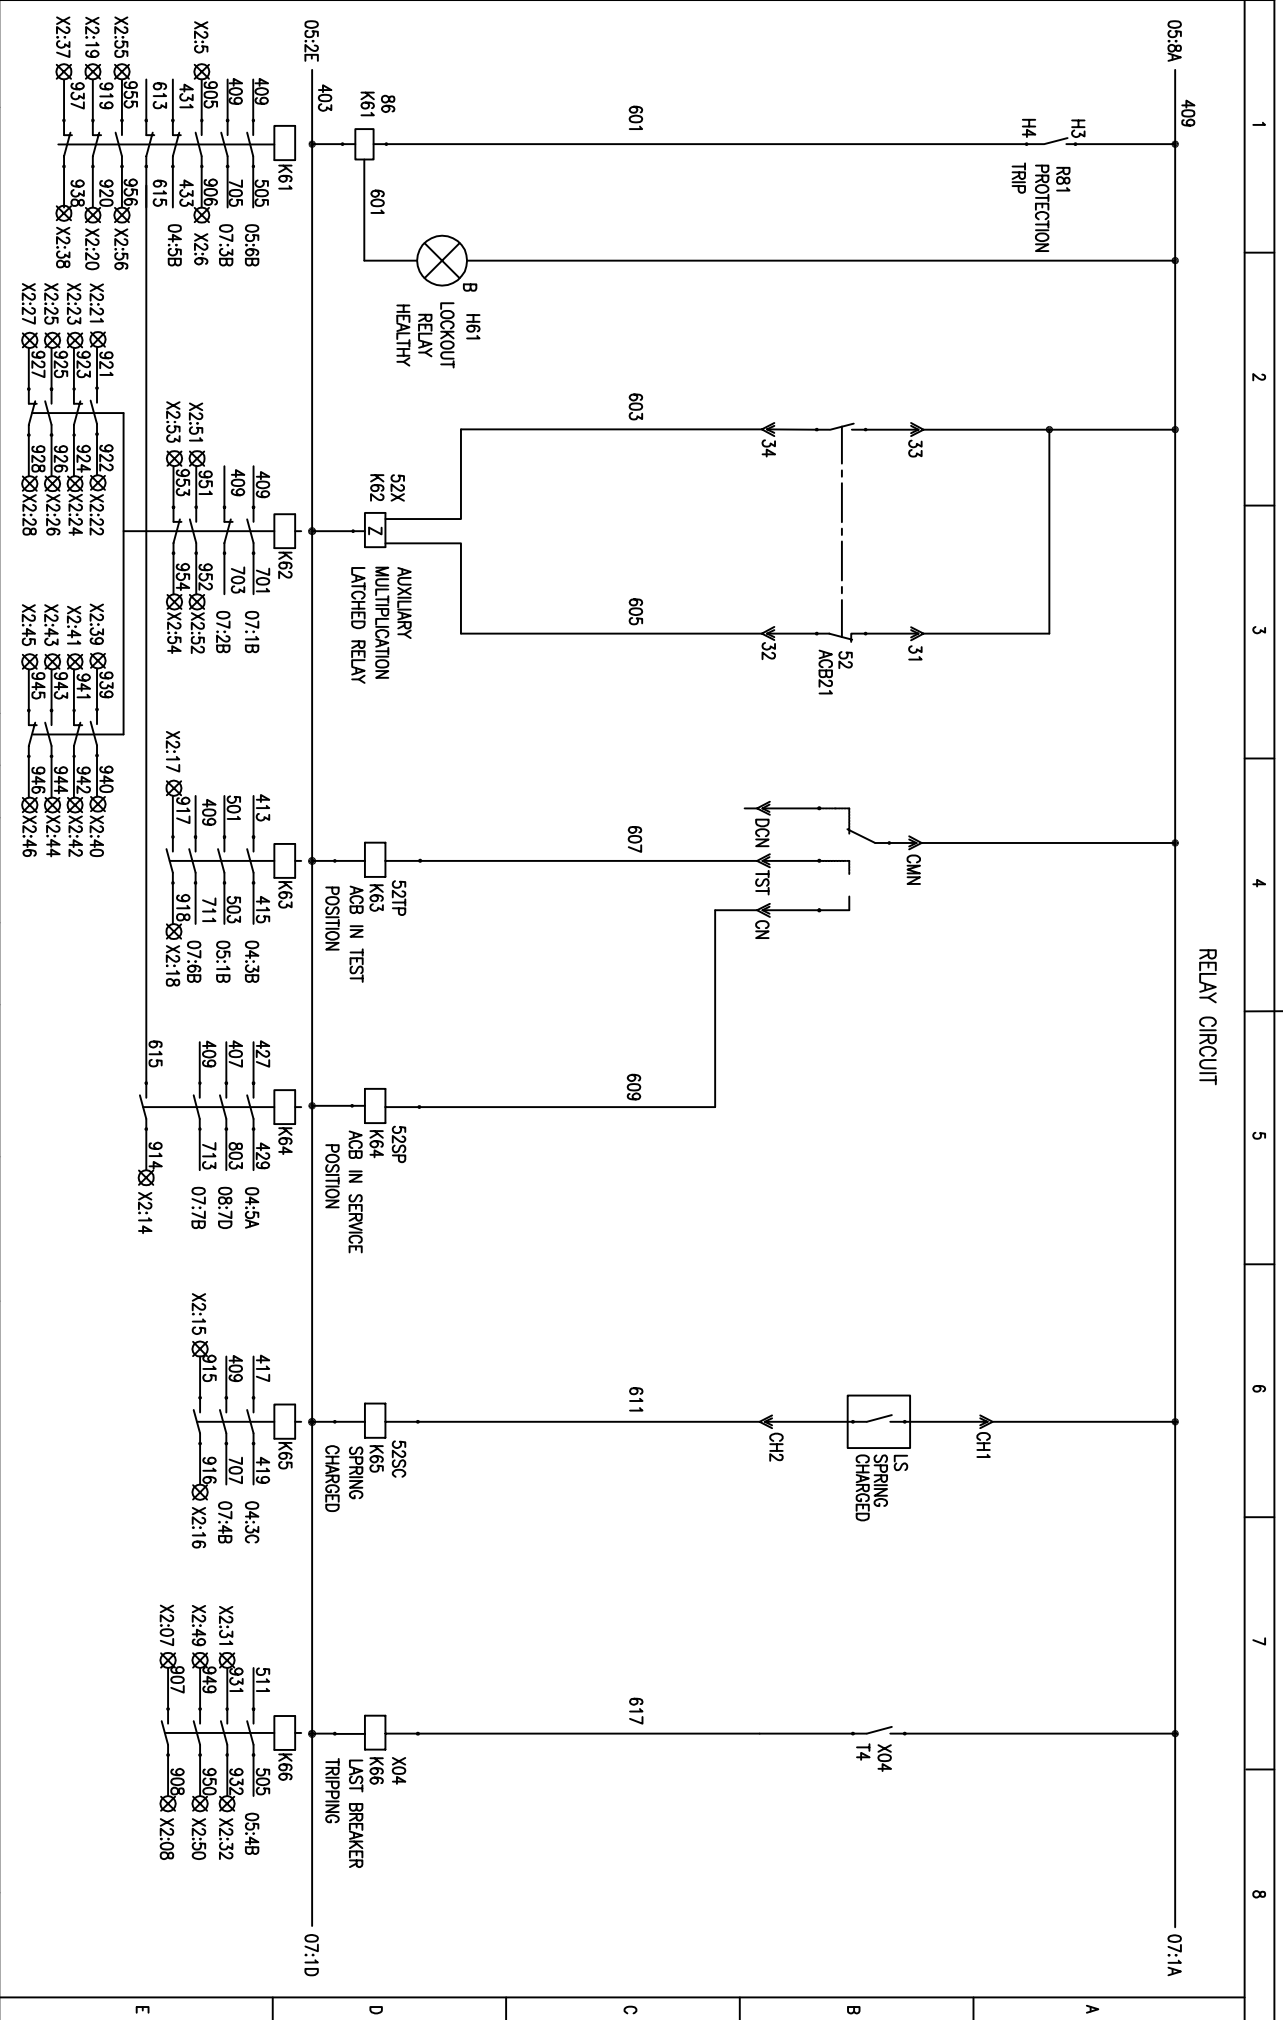 1
2
3
4
5
6
7
8
A
B
C
D
E
RELAY CIRCUIT
05:8A
409
07:1A
H3
H4
R81
PROTECTION
TRIP
601
86
K61
601
B
H61
LOCKOUT
RELAY
HEALTHY
33
34
603
31
32
52
ACB21
605
52X
K62
Z
AUXILIARY
MULTIPLICATION
LATCHED RELAY
CMN
DCN
TST
CN
607
52TP
K63
ACB IN TEST
POSITION
609
52SP
K64
ACB IN SERVICE
POSITION
CH1
LS
SPRING
CHARGED
CH2
611
52SC
K65
SPRING
CHARGED
X04
T4
617
X04
K66
LAST BREAKER
TRIPPING
05:2E
403
07:1D
K61
409 505 05:6B
409 705 07:3B
X2:5 905 906 X2:6
431 433 04:5B
613 615
X2:55 955 956 X2:56
X2:19 919 920 X2:20
X2:37 937 938 X2:38
K62
409 701 07:1B
409 703 07:2B
X2:51 951 952 X2:52
X2:53 953 954 X2:54
X2:21 921 922 X2:22
X2:23 923 924 X2:24
X2:25 925 926 X2:26
X2:27 927 928 X2:28
X2:39 939 940 X2:40
X2:41 941 942 X2:42
X2:43 943 944 X2:44
X2:45 945 946 X2:46
K63
413 415 04:3B
501 503 05:1B
409 711 07:6B
X2:17 917 918 X2:18
K64
427 429 04:5A
407 803 08:7D
409 713 07:7B
615 914 X2:14
K65
417 419 04:3C
409 707 07:4B
X2:15 915 916 X2:16
K66
511 505 05:4B
X2:31 931 932 X2:32
X2:49 949 950 X2:50
X2:07 907 908 X2:08